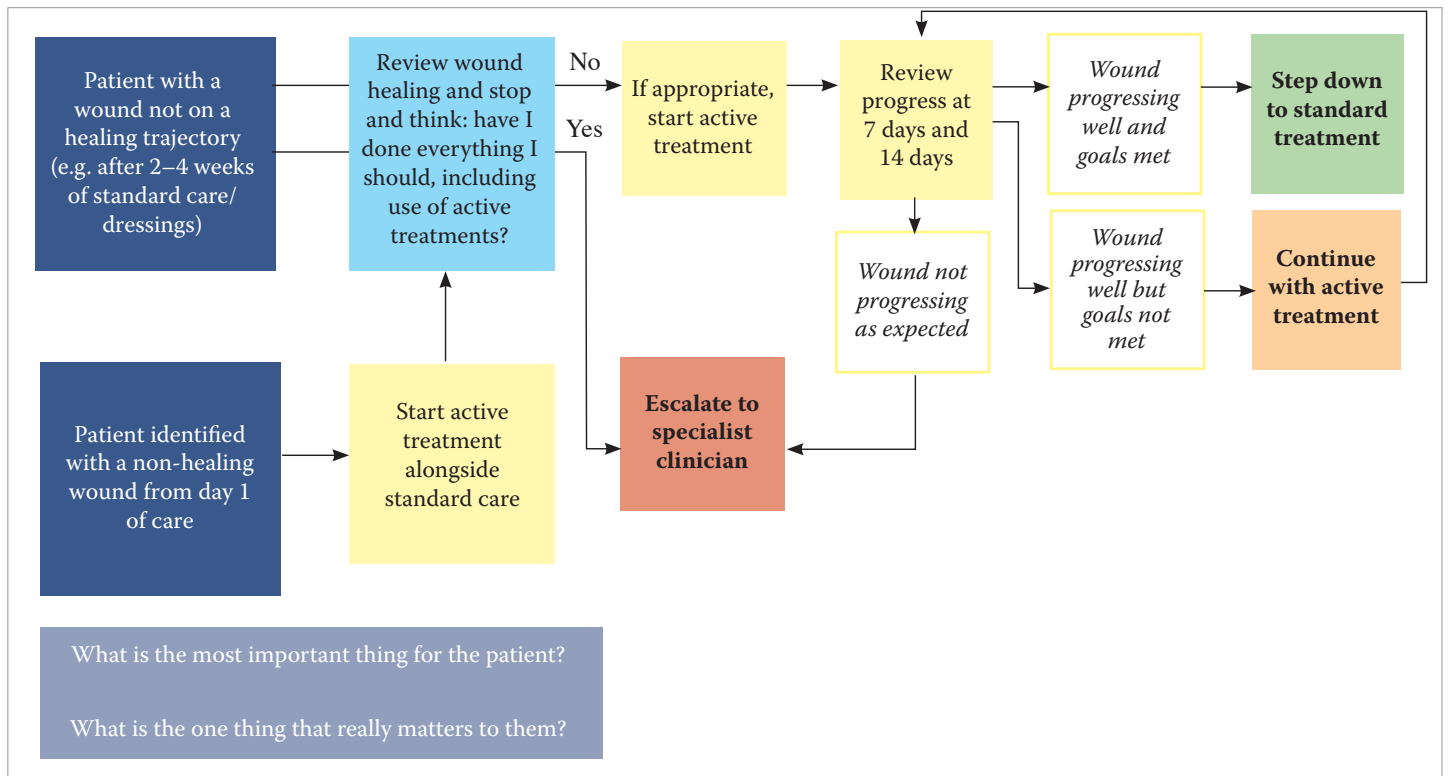 Patient with a
wound not on a
healing trajectory
(e.g. after 2–4 weeks
of standard care/
dressings)
Review wound
healing and stop
and think: have I
done everything I
should, including
use of active
treatments?
No
Yes
If appropriate,
start active
treatment
Review
progress at
7 days and
14 days
Wound
progressing
well and
goals met
Step down
to standard
treatment
Wound not
progressing
as expected
Wound
progressing
well but
goals not
met
Continue
with active
treatment
Patient identified
with a non-healing
wound from day 1
of care
Start active
treatment
alongside
standard care
Escalate to
specialist
clinician
What is the most important thing for the patient?
What is the one thing that really matters to them?